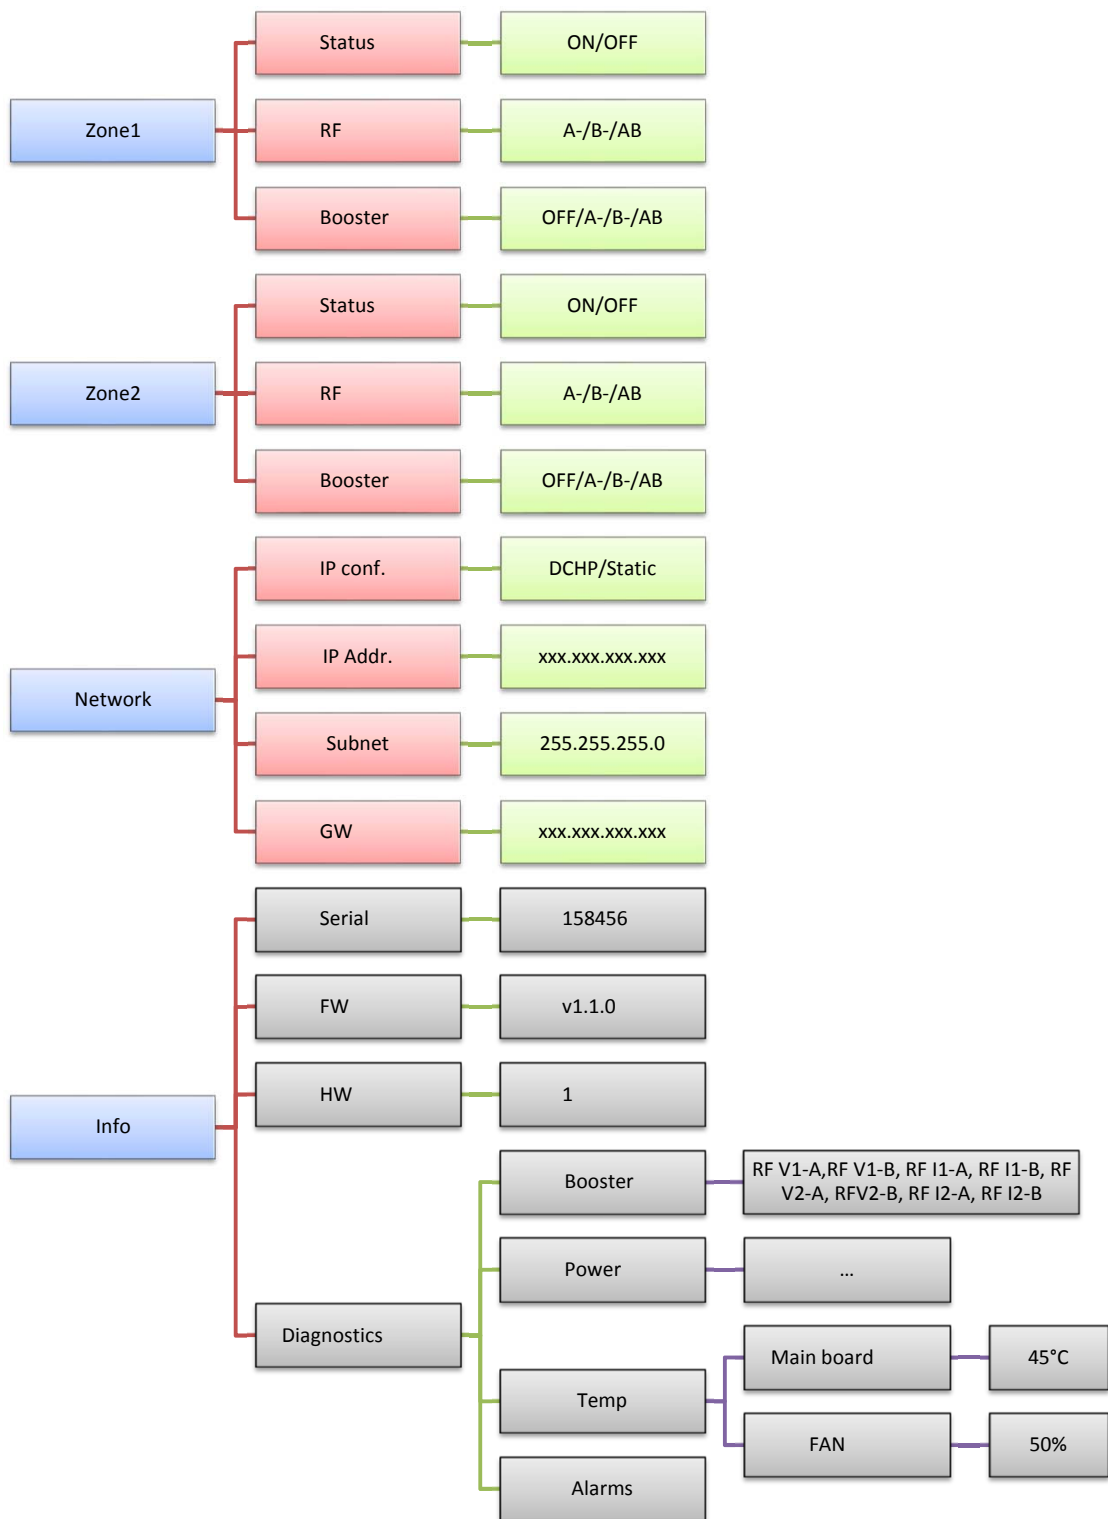 Status
ON/OFF
Zone1
RF
A-/B-/AB
Booster
OFF/A-/B-/AB
Status
ON/OFF
Zone2
RF
A-/B-/AB
Booster
OFF/A-/B-/AB
IP conf.
DCHP/Static
IP Addr.
xxx.xxx.xxx.xxx
Network
Subnet
255.255.255.0
GW
xxx.xxx.xxx.xxx
Serial
158456
FW
v1.1.0
HW
1
Info
Booster
RF V1-A,RF V1-B, RF I1-A, RF I1-B, RF
V2-A, RFV2-B, RF I2-A, RF I2-B
Power
...
Diagnostics
Main board
45°C
Temp
FAN
50%
Alarms